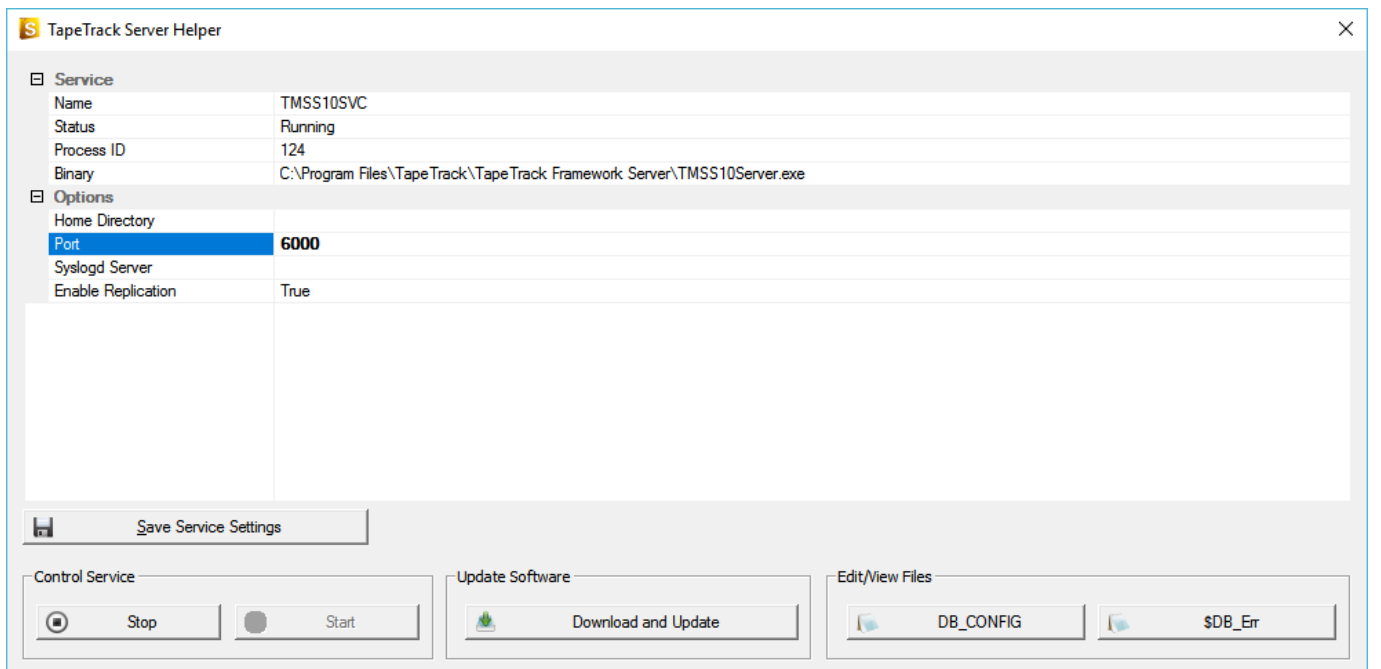 TapeTrack Server Helper
Service
Name TMSS10SVC
Status Running
Process ID 124
Binary C:\Program Files\TapeTrack\TapeTrack Framework Server\TMSS10Server.exe
Options
Home Directory
Port 6000
Syslogd Server
Enable Replication True
Save Service Settings
Control Service Update Software Edit/View Files
Stop Start Download and Update DB_CONFIG $DB_Err